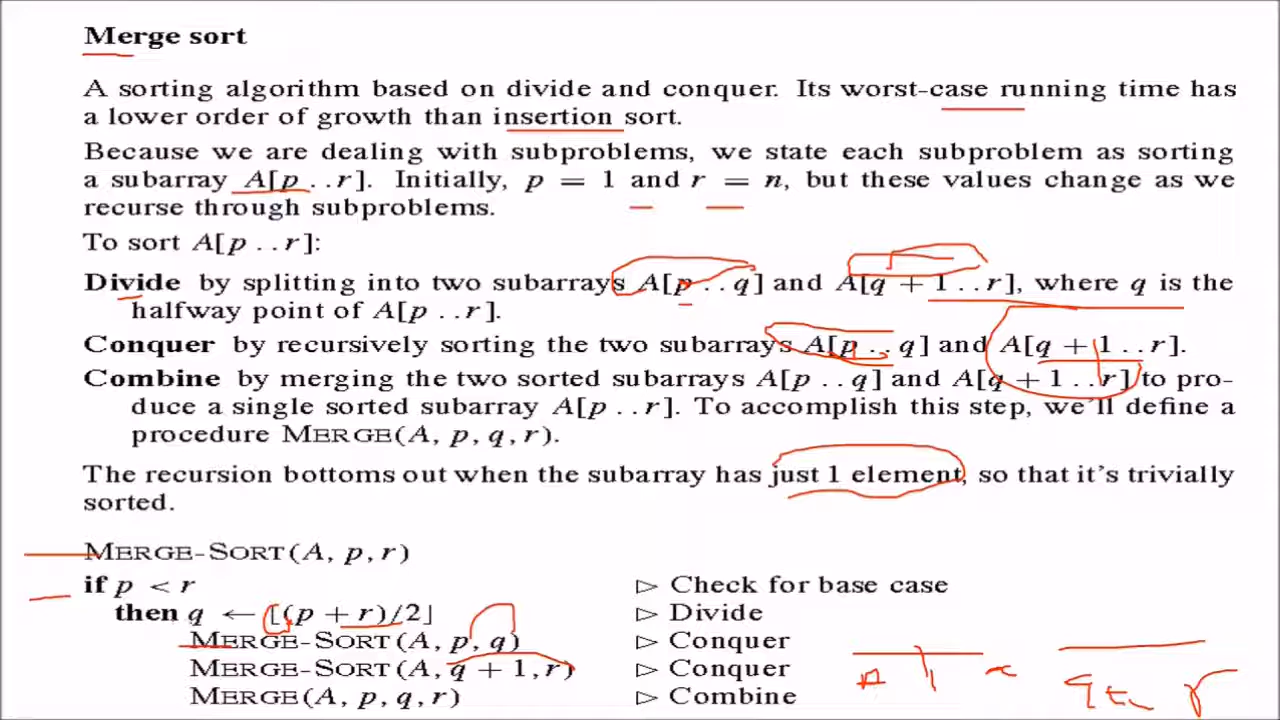 Merge sort
A sorting algorithm based on divide and conquer. Its worst-case running time has
a lower order of growth than insertion sort.
Because we are dealing with subproblems, we state each subproblem as sorting
a subarray A[p . . r]. Initially, p = 1 and r = n, but these values change as we
recurse through subproblems.
To sort A[p . . r]:
Divide by splitting into two subarrays A[p . . q] and A[q + 1 . . r], where q is the
halfway point of A[p . . r].
Conquer by recursively sorting the two subarrays A[p . . q] and A[q + 1 . . r].
Combine by merging the two sorted subarrays A[p . . q] and A[q + 1 . . r] to pro-
duce a single sorted subarray A[p . . r]. To accomplish this step, we'll define a
procedure MERGE(A, p, q, r).
The recursion bottoms out when the subarray has just 1 element, so that it's trivially
sorted.
MERGE-SORT(A, p, r)
if p < r ▷ Check for base case
then q ← ⌊(p + r)/2⌋ ▷ Divide
MERGE-SORT(A, p, q) ▷ Conquer
MERGE-SORT(A, q + 1, r) ▷ Conquer
MERGE(A, p, q, r) ▷ Combine